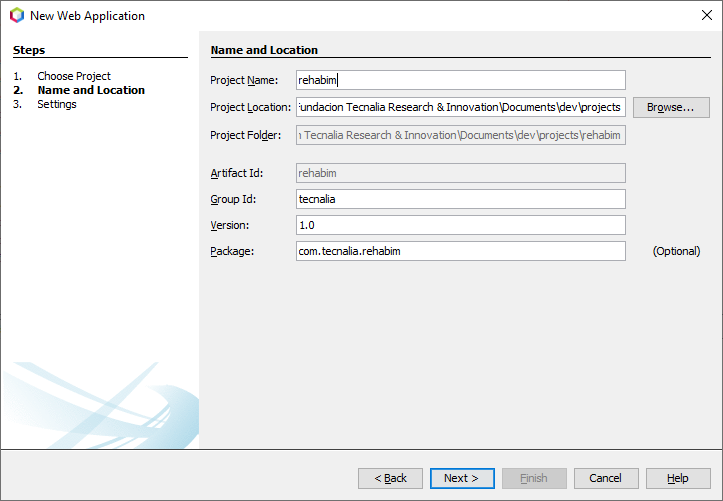 New Web Application
Steps
1. Choose Project
2. Name and Location
3. Settings
Name and Location
Project Name: rehabim
Project Location: Fundacion Tecnalia Research & Innovation\Documents\dev\projects Browse...
Project Folder: Tecnalia Research & Innovation\Documents\dev\projects\rehabim
Artifact Id: rehabim
Group Id: tecnalia
Version: 1.0
Package: com.tecnalia.rehabim (Optional)
< Back Next > Finish Cancel Help